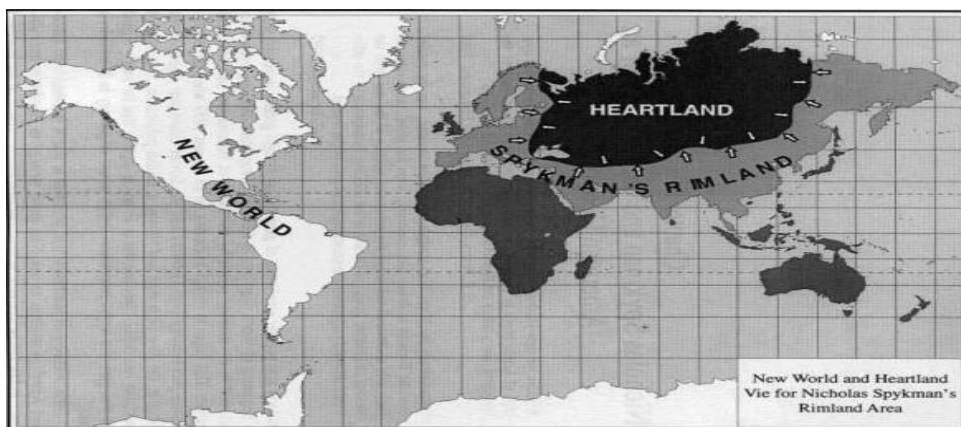 HEARTLAND
NEW WORLD
SPYKMAN'S RIMLAND
New World and Heartland
Vie for Nicholas Spykman's
Rimland Area